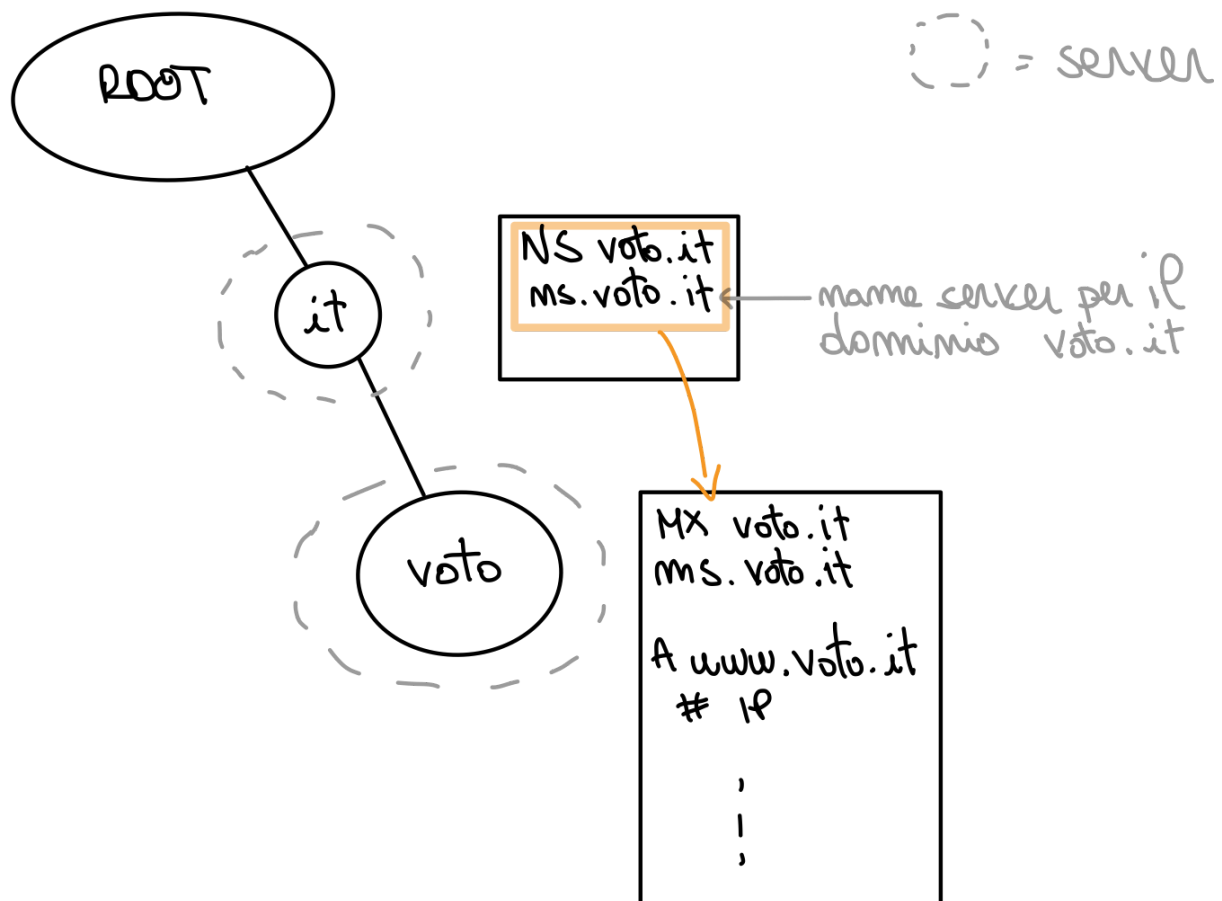 ROOT
= server
it
NS voto.it
ns.voto.it
name server per il
dominio voto.it
voto
MX voto.it
ms.voto.it
A www.voto.it
# IP